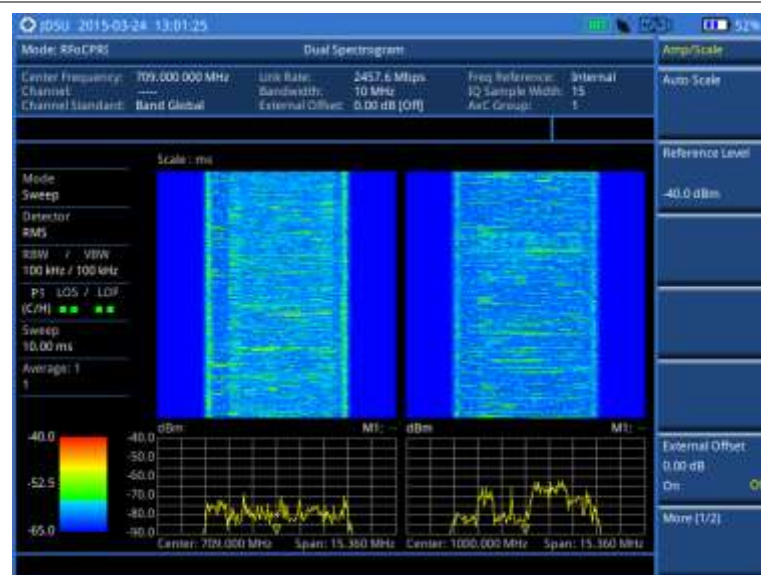 JDSU 2015-03-24 13:01:25 52%
Mode: RFoCPRI Dual Spectrogram Amp/Scale
Center Frequency: 709.000 000 MHz Link Rate: 2457.6 Mbps Freq Reference: Internal
Channel: ---- Bandwidth: 10 MHz IQ Sample Width: 15
Channel Standard: Band Global External Offset: 0.00 dB [Off] AxC Group: 1
Auto Scale
Scale : ms
Reference Level
-40.0 dBm
Mode
Sweep
Detector
RMS
RBW / VBW
100 kHz / 100 kHz
PS LOS / LOF
(C/H)
Sweep
10.00 ms
Average: 1
1
dBm M1: -- dBm M1: --
-40.0
-52.5
-65.0
-40.0
-50.0
-60.0
-70.0
-80.0
-90.0
Center: 709.000 MHz Span: 15.360 MHz Center: 1000.000 MHz Span: 15.360 MHz
External Offset
0.00 dB
On
More (1/2)